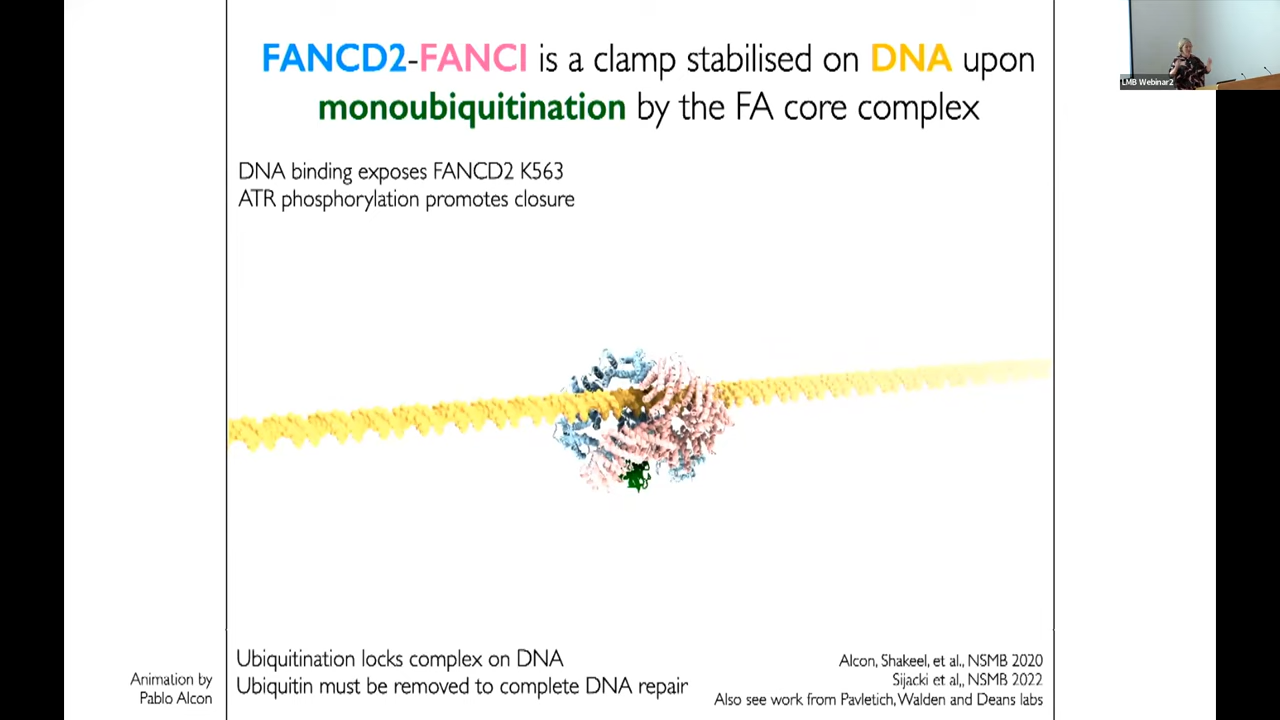 FANCD2-FANCI is a clamp stabilised on DNA upon
monoubiquitination by the FA core complex
LMB Webinar2
DNA binding exposes FANCD2 K563
ATR phosphorylation promotes closure
Ubiquitination locks complex on DNA
Ubiquitin must be removed to complete DNA repair
Animation by
Pablo Alcon
Alcon, Shakeel, et al., NSMB 2020
Sijacki et al,, NSMB 2022
Also see work from Pavletich, Walden and Deans labs